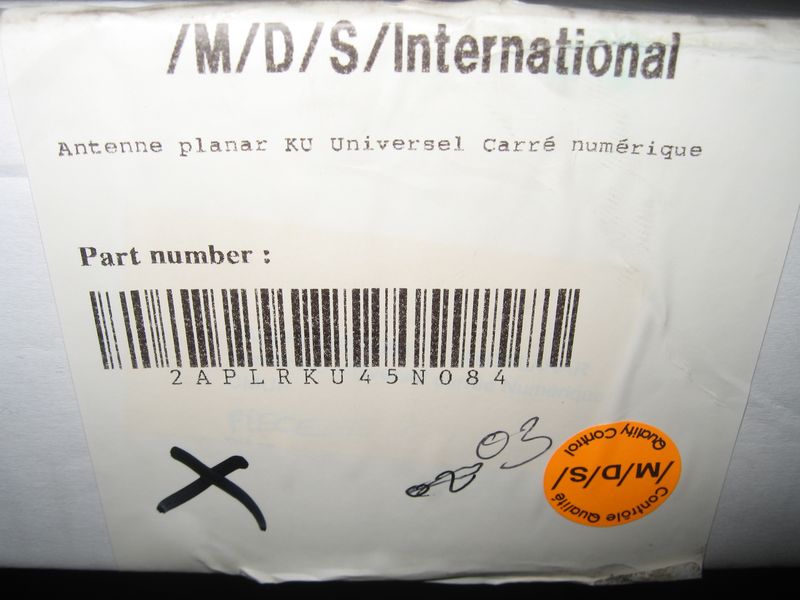 /M/D/S/International
Antenne planar KU Universel Carré numérique
Part number :
2APLRKU45N084
03
Contrôle Qualité
/M/D/S/
Quality Control